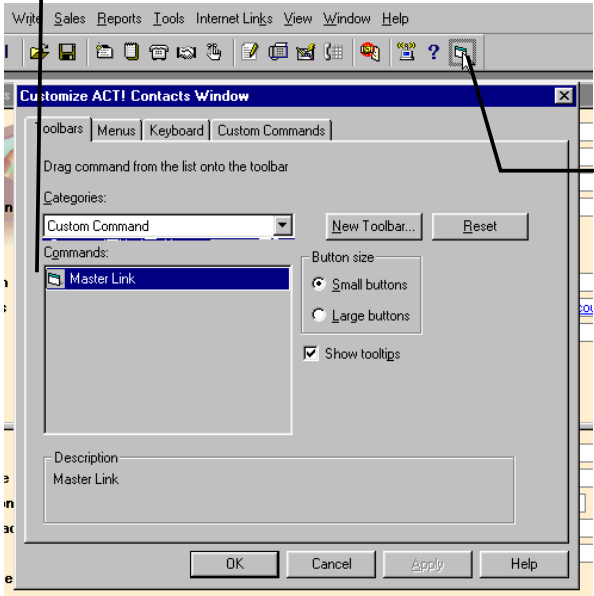 Write Sales Reports Tools Internet Links View Window Help
?
Customize ACT! Contacts Window
Toolbars Menus Keyboard Custom Commands
Drag command from the list onto the toolbar
Categories:
Custom Command New Toolbar... Reset
Commands:
Master Link
Button size
Small buttons
Large buttons
Show tooltips
Description
Master Link
OK Cancel Apply Help